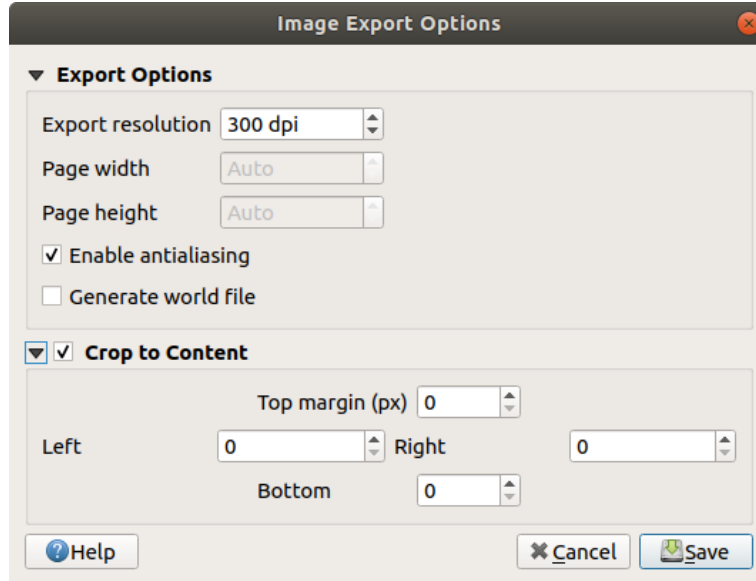 Image Export Options
Export Options
Export resolution 300 dpi
Page width Auto
Page height Auto
Enable antialiasing
Generate world file
Crop to Content
Top margin (px) 0
Left 0 Right 0
Bottom 0
Help Cancel Save